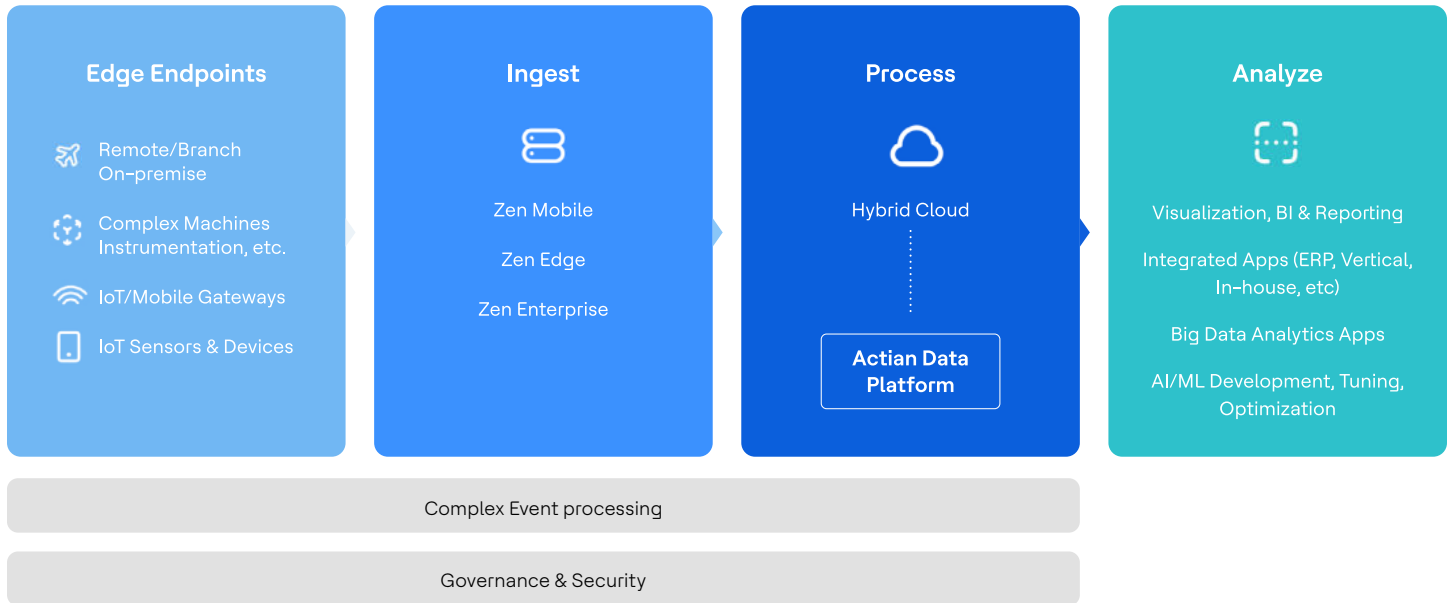 Edge Endpoints
Remote/Branch
On-premise
Complex Machines
Instrumentation, etc.
IoT/Mobile Gateways
IoT Sensors & Devices
Ingest
Zen Mobile
Zen Edge
Zen Enterprise
Process
Hybrid Cloud
Actian Data
Platform
Analyze
Visualization, BI & Reporting
Integrated Apps (ERP, Vertical,
In-house, etc)
Big Data Analytics Apps
AI/ML Development, Tuning,
Optimization
Complex Event processing
Governance & Security